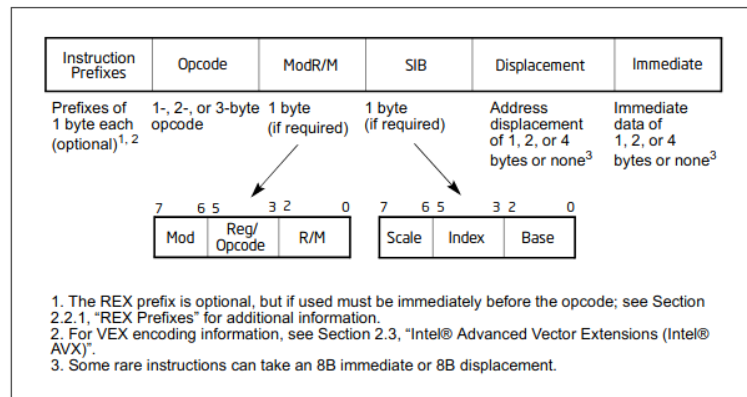 Instruction Prefixes
Opcode
ModR/M
SIB
Displacement
Immediate
Prefixes of
1 byte each
(optional)1, 2
1-, 2-, or 3-byte
opcode
1 byte
(if required)
1 byte
(if required)
Address
displacement
of 1, 2, or 4
bytes or none3
Immediate
data of
1, 2, or 4
bytes or none3
7 6 5 3 2 0
Mod
Reg/
Opcode
R/M
7 6 5 3 2 0
Scale
Index
Base
1. The REX prefix is optional, but if used must be immediately before the opcode; see Section
2.2.1, “REX Prefixes” for additional information.
2. For VEX encoding information, see Section 2.3, “Intel® Advanced Vector Extensions (Intel®
AVX)”.
3. Some rare instructions can take an 8B immediate or 8B displacement.